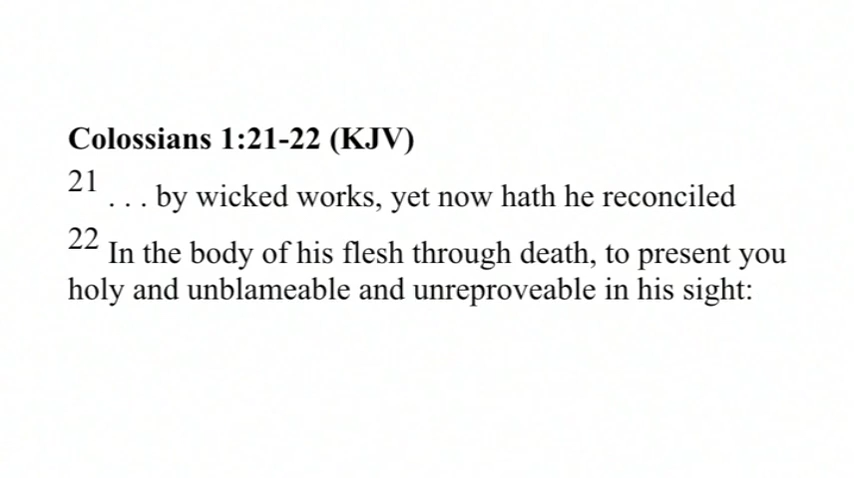 Colossians 1:21-22 (KJV)
21 . . . by wicked works, yet now hath he reconciled
22 In the body of his flesh through death, to present you
holy and unblameable and unreproveable in his sight: